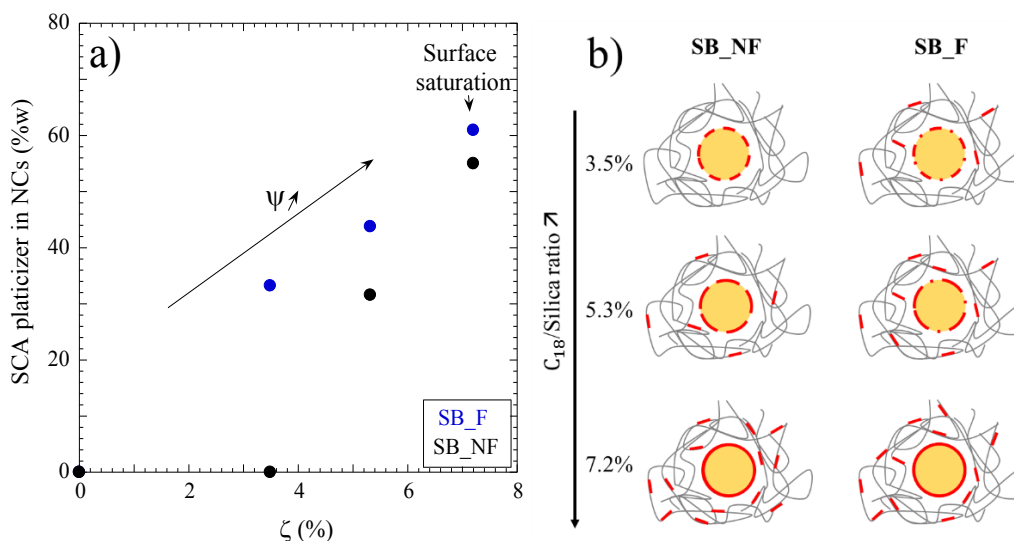 a)
80
60
40
20
0
0
2
4
6
8
SCA platicizer in NCs (%w)
ζ (%)
Surface
saturation
ψ
SB_F
SB_NF
b)
SB_NF
SB_F
C18/Silica ratio ↗
3.5%
5.3%
7.2%